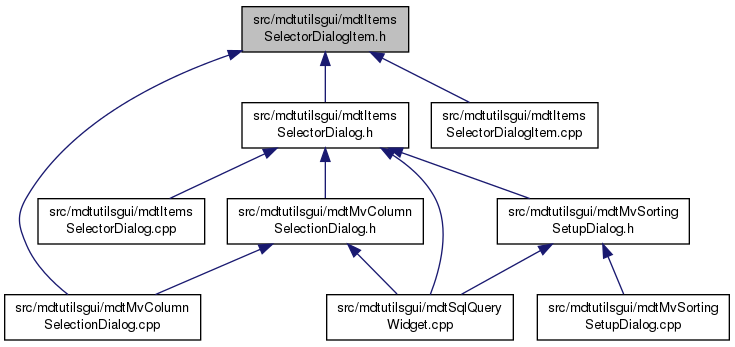 src/mdtutilsgui/mdtItems
SelectorDialogItem.h
src/mdtutilsgui/mdtItems
SelectorDialog.h
src/mdtutilsgui/mdtItems
SelectorDialogItem.cpp
src/mdtutilsgui/mdtItems
SelectorDialog.cpp
src/mdtutilsgui/mdtMvColumn
SelectionDialog.h
src/mdtutilsgui/mdtMvSorting
SetupDialog.h
src/mdtutilsgui/mdtMvColumn
SelectionDialog.cpp
src/mdtutilsgui/mdtSqlQuery
Widget.cpp
src/mdtutilsgui/mdtMvSorting
SetupDialog.cpp